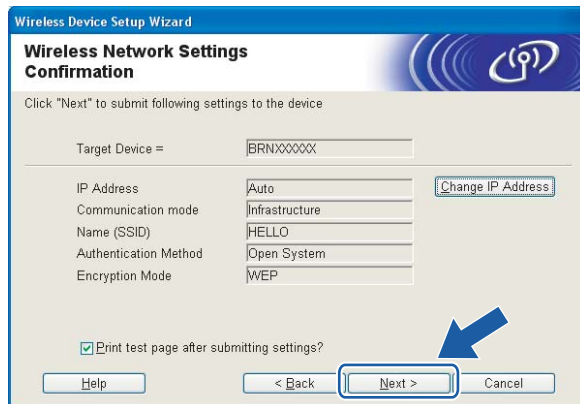 Wireless Device Setup Wizard
Wireless Network Settings
Confirmation
Click "Next" to submit following settings to the device
Target Device = BRNXXXXXX
IP Address Auto Change IP Address
Communication mode Infrastructure
Name (SSID) HELLO
Authentication Method Open System
Encryption Mode WEP
Print test page after submitting settings?
Help < Back Next > Cancel